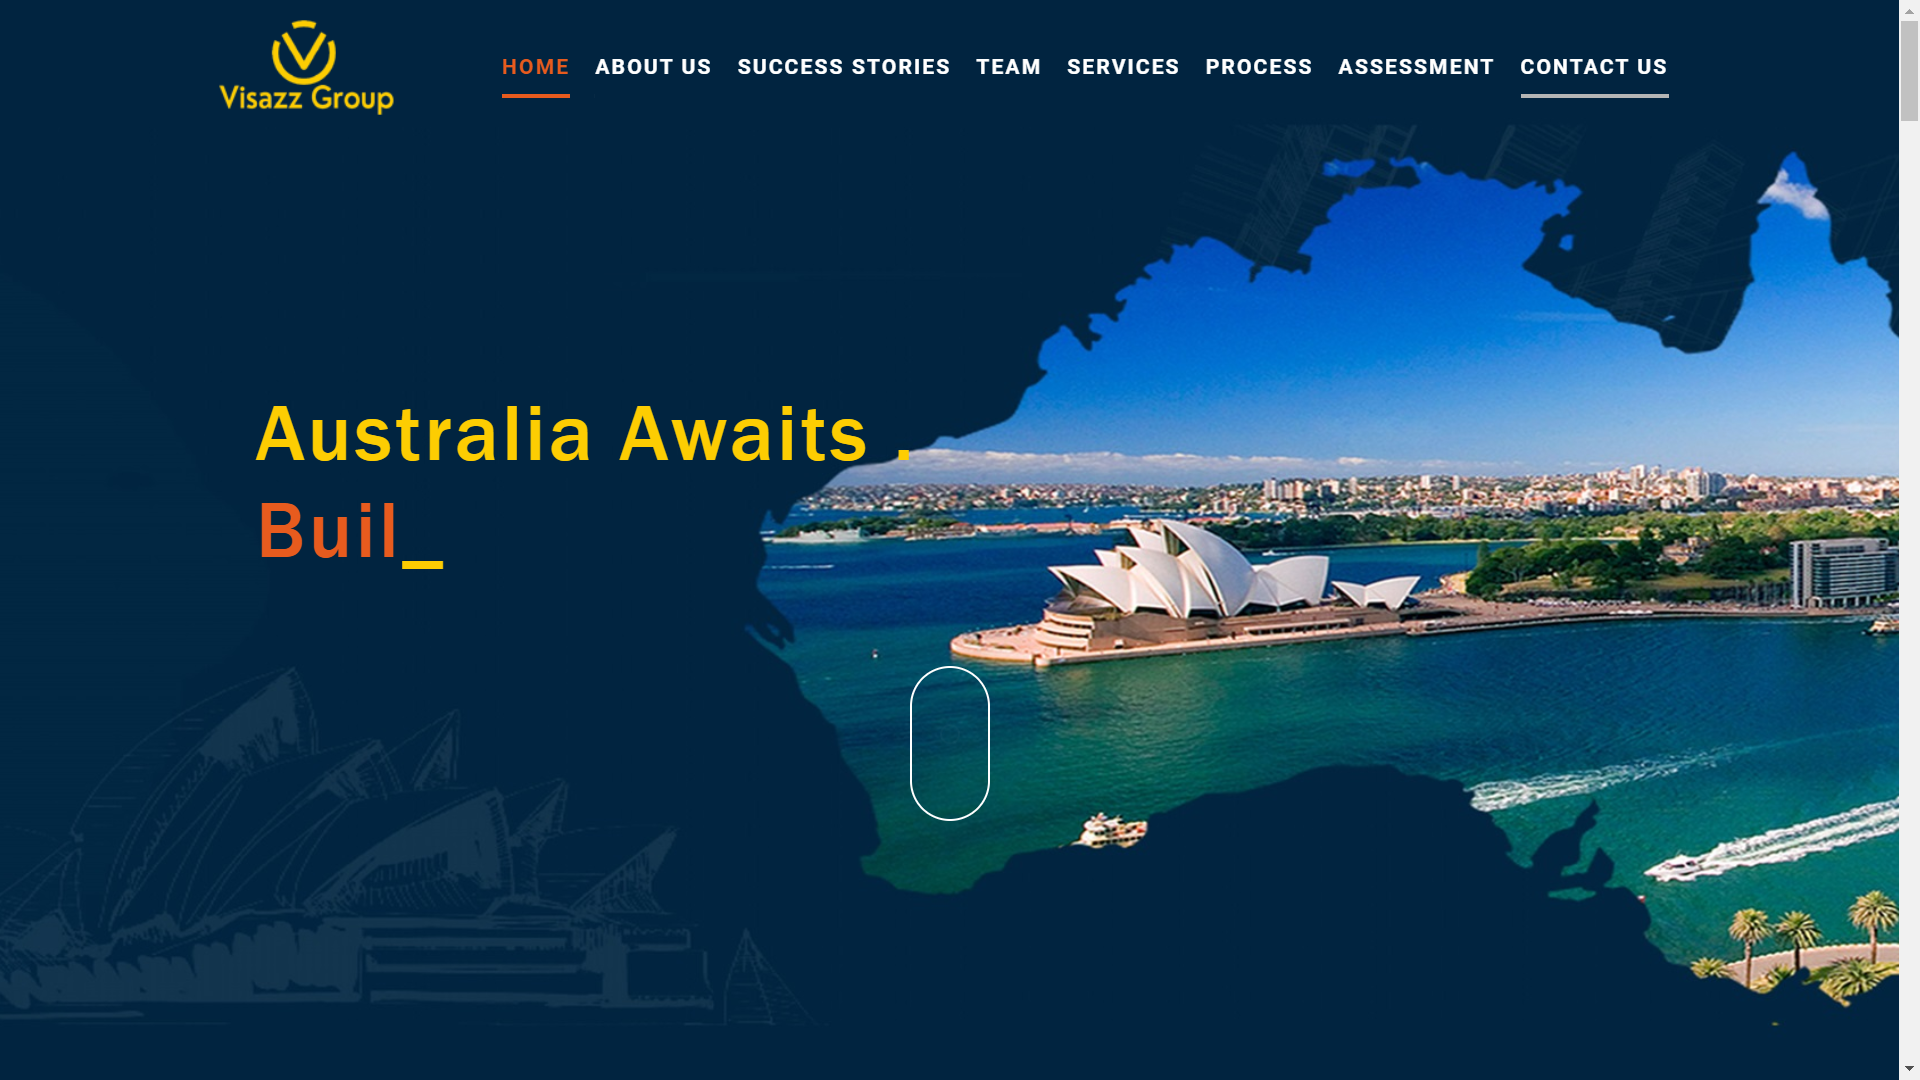 Visazz Group
HOME ABOUT US SUCCESS STORIES TEAM SERVICES PROCESS ASSESSMENT CONTACT US
Australia Awaits .
Buil_